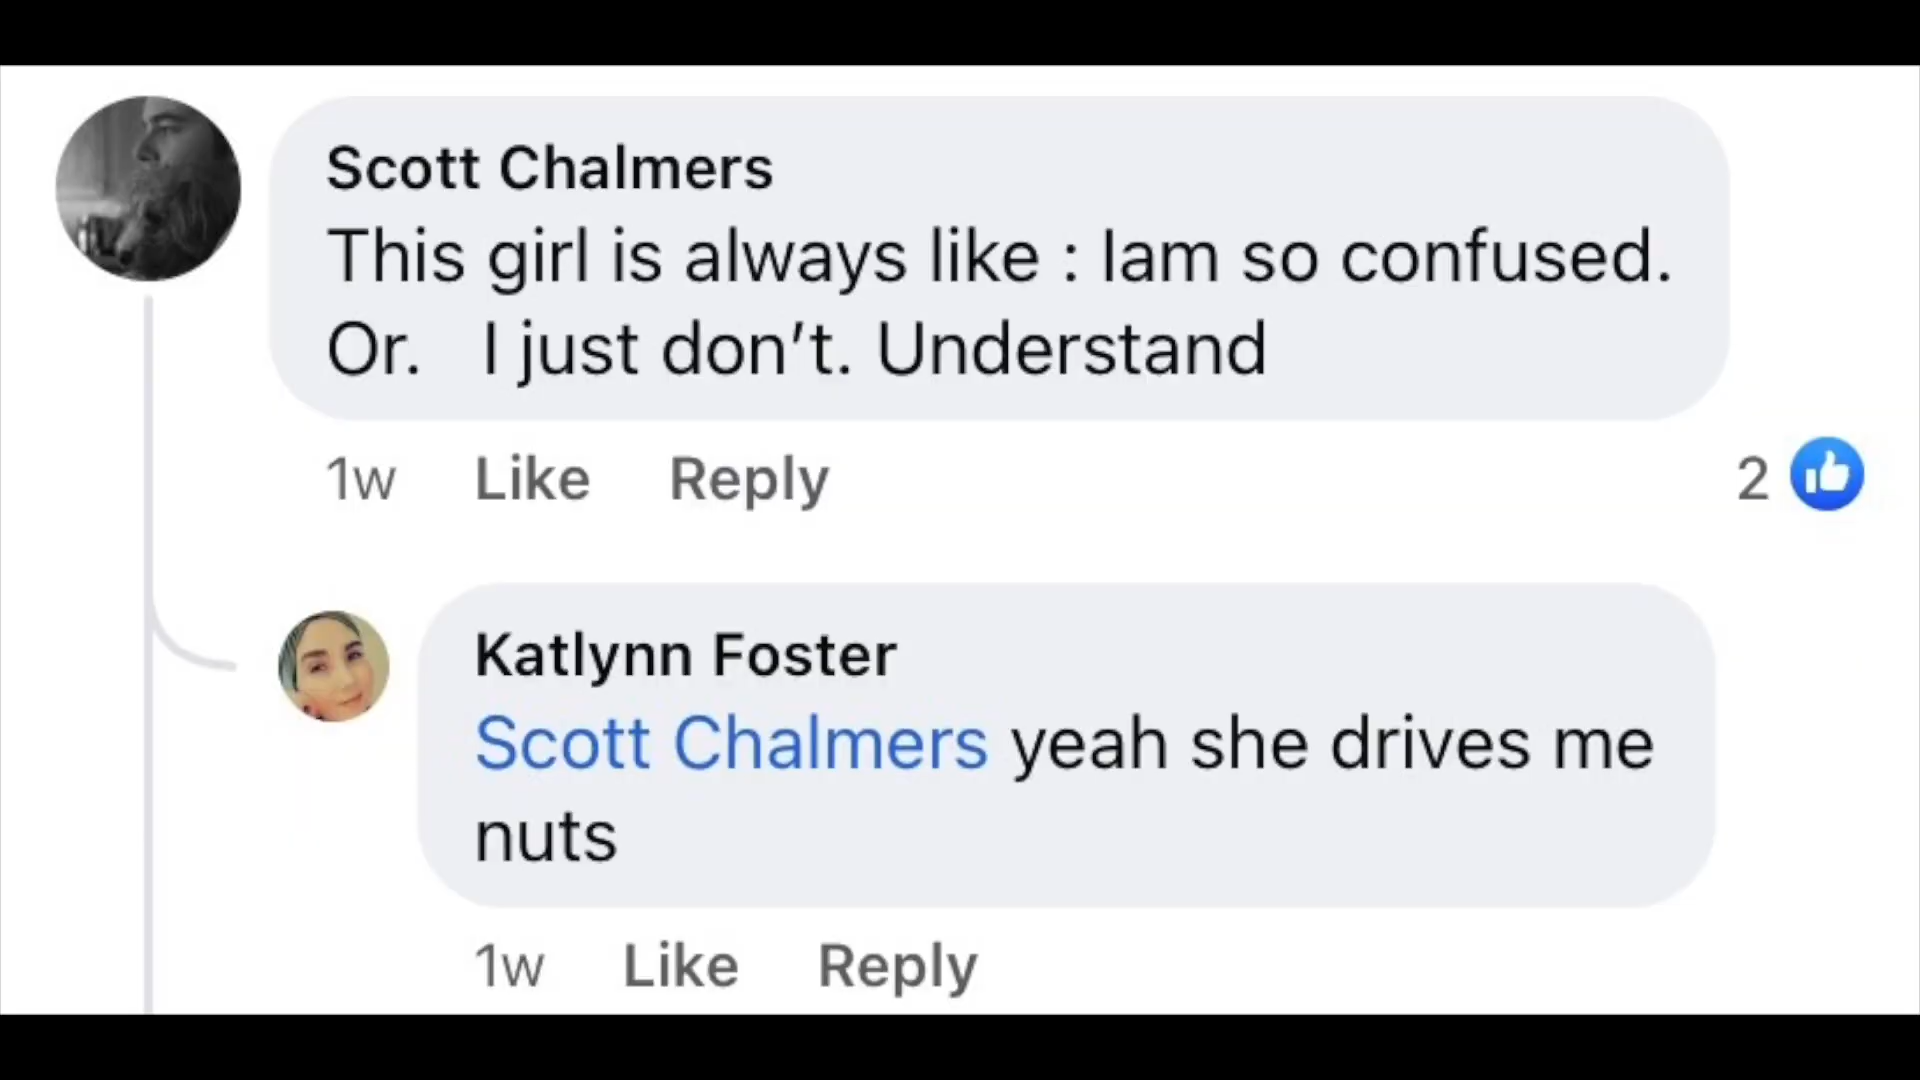 Scott Chalmers
This girl is always like : Iam so confused.
Or.   I just don’t. Understand
1w Like Reply 2
Katlynn Foster
Scott Chalmers yeah she drives me
nuts
1w Like Reply